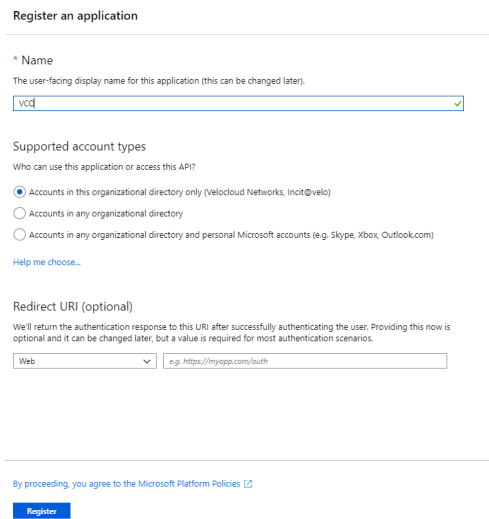 Register an application
* Name
The user-facing display name for this application (this can be changed later).
VCO
Supported account types
Who can use this application or access this API?
Accounts in this organizational directory only (Velocloud Networks, Incit@velo)
Accounts in any organizational directory
Accounts in any organizational directory and personal Microsoft accounts (e.g. Skype, Xbox, Outlook.com)
Help me choose...
Redirect URI (optional)
We'll return the authentication response to this URI after successfully authenticating the user. Providing this now is
optional and it can be changed later, but a value is required for most authentication scenarios.
Web
e.g. https://myapp.com/auth
By proceeding, you agree to the Microsoft Platform Policies
Register